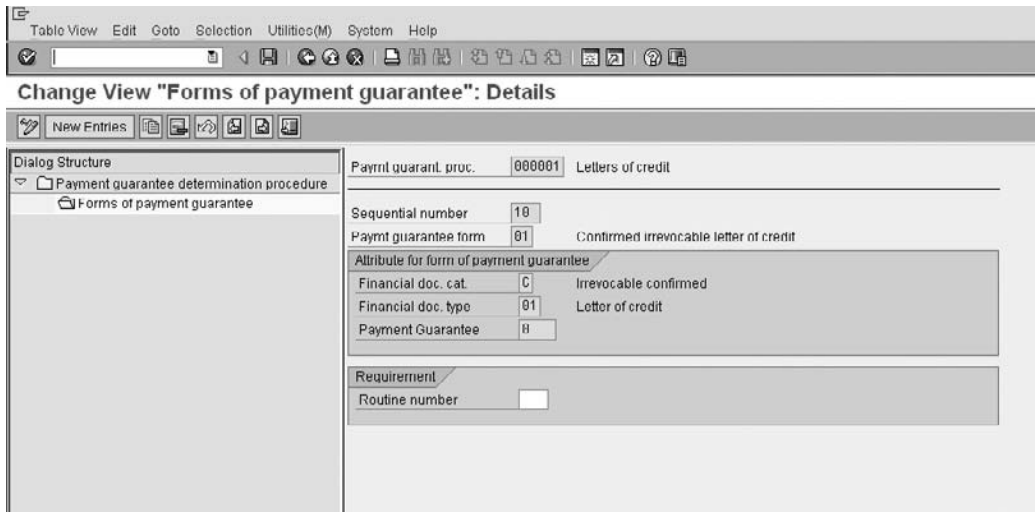 Table View Edit Goto Selection Utilities(M) System Help
Change View "Forms of payment guarantee": Details
New Entries
Dialog Structure
Payment guarantee determination procedure
Forms of payment guarantee
Paymt guarant. proc. 000001 Letters of credit
Sequential number 10
Paymt guarantee form 01 Confirmed irrevocable letter of credit
Attribute for form of payment guarantee
Financial doc. cat. C Irrevocable confirmed
Financial doc. type 01 Letter of credit
Payment Guarantee
Requirement
Routine number